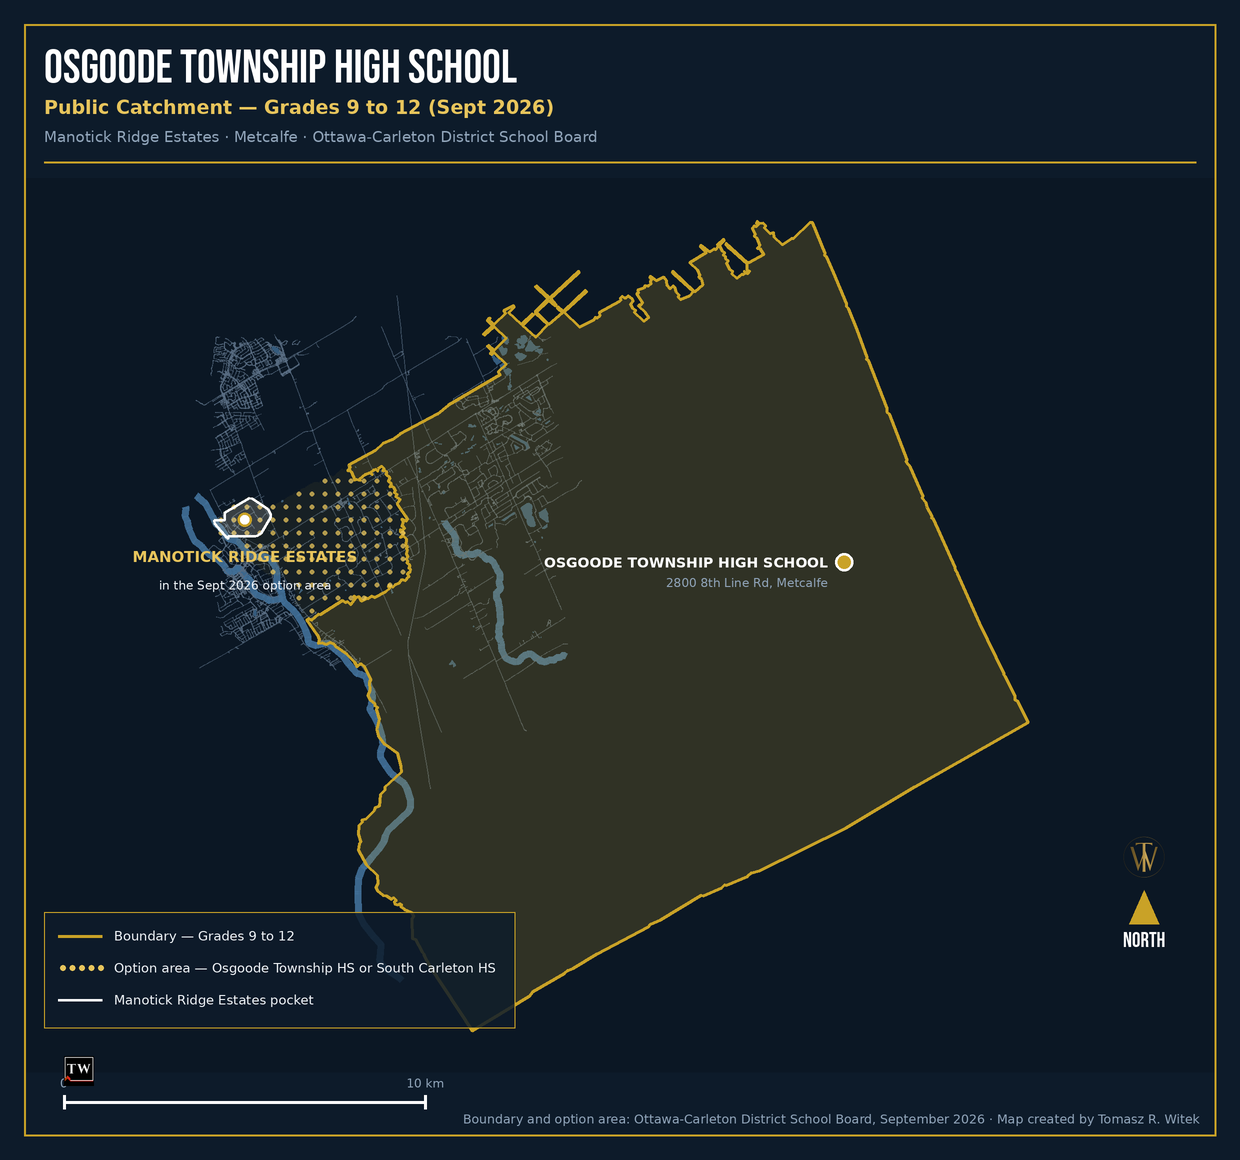 OSGOODE TOWNSHIP HIGH SCHOOL
Public Catchment — Grades 9 to 12 (Sept 2026)
Manotick Ridge Estates · Metcalfe · Ottawa-Carleton District School Board
MANOTICK RIDGE ESTATES
in the Sept 2026 option area
OSGOODE TOWNSHIP HIGH SCHOOL
2800 8th Line Rd, Metcalfe
TW
NORTH
Boundary — Grades 9 to 12
Option area — Osgoode Township HS or South Carleton HS
Manotick Ridge Estates pocket
TW
0 10 km
Boundary and option area: Ottawa-Carleton District School Board, September 2026 · Map created by Tomasz R. Witek